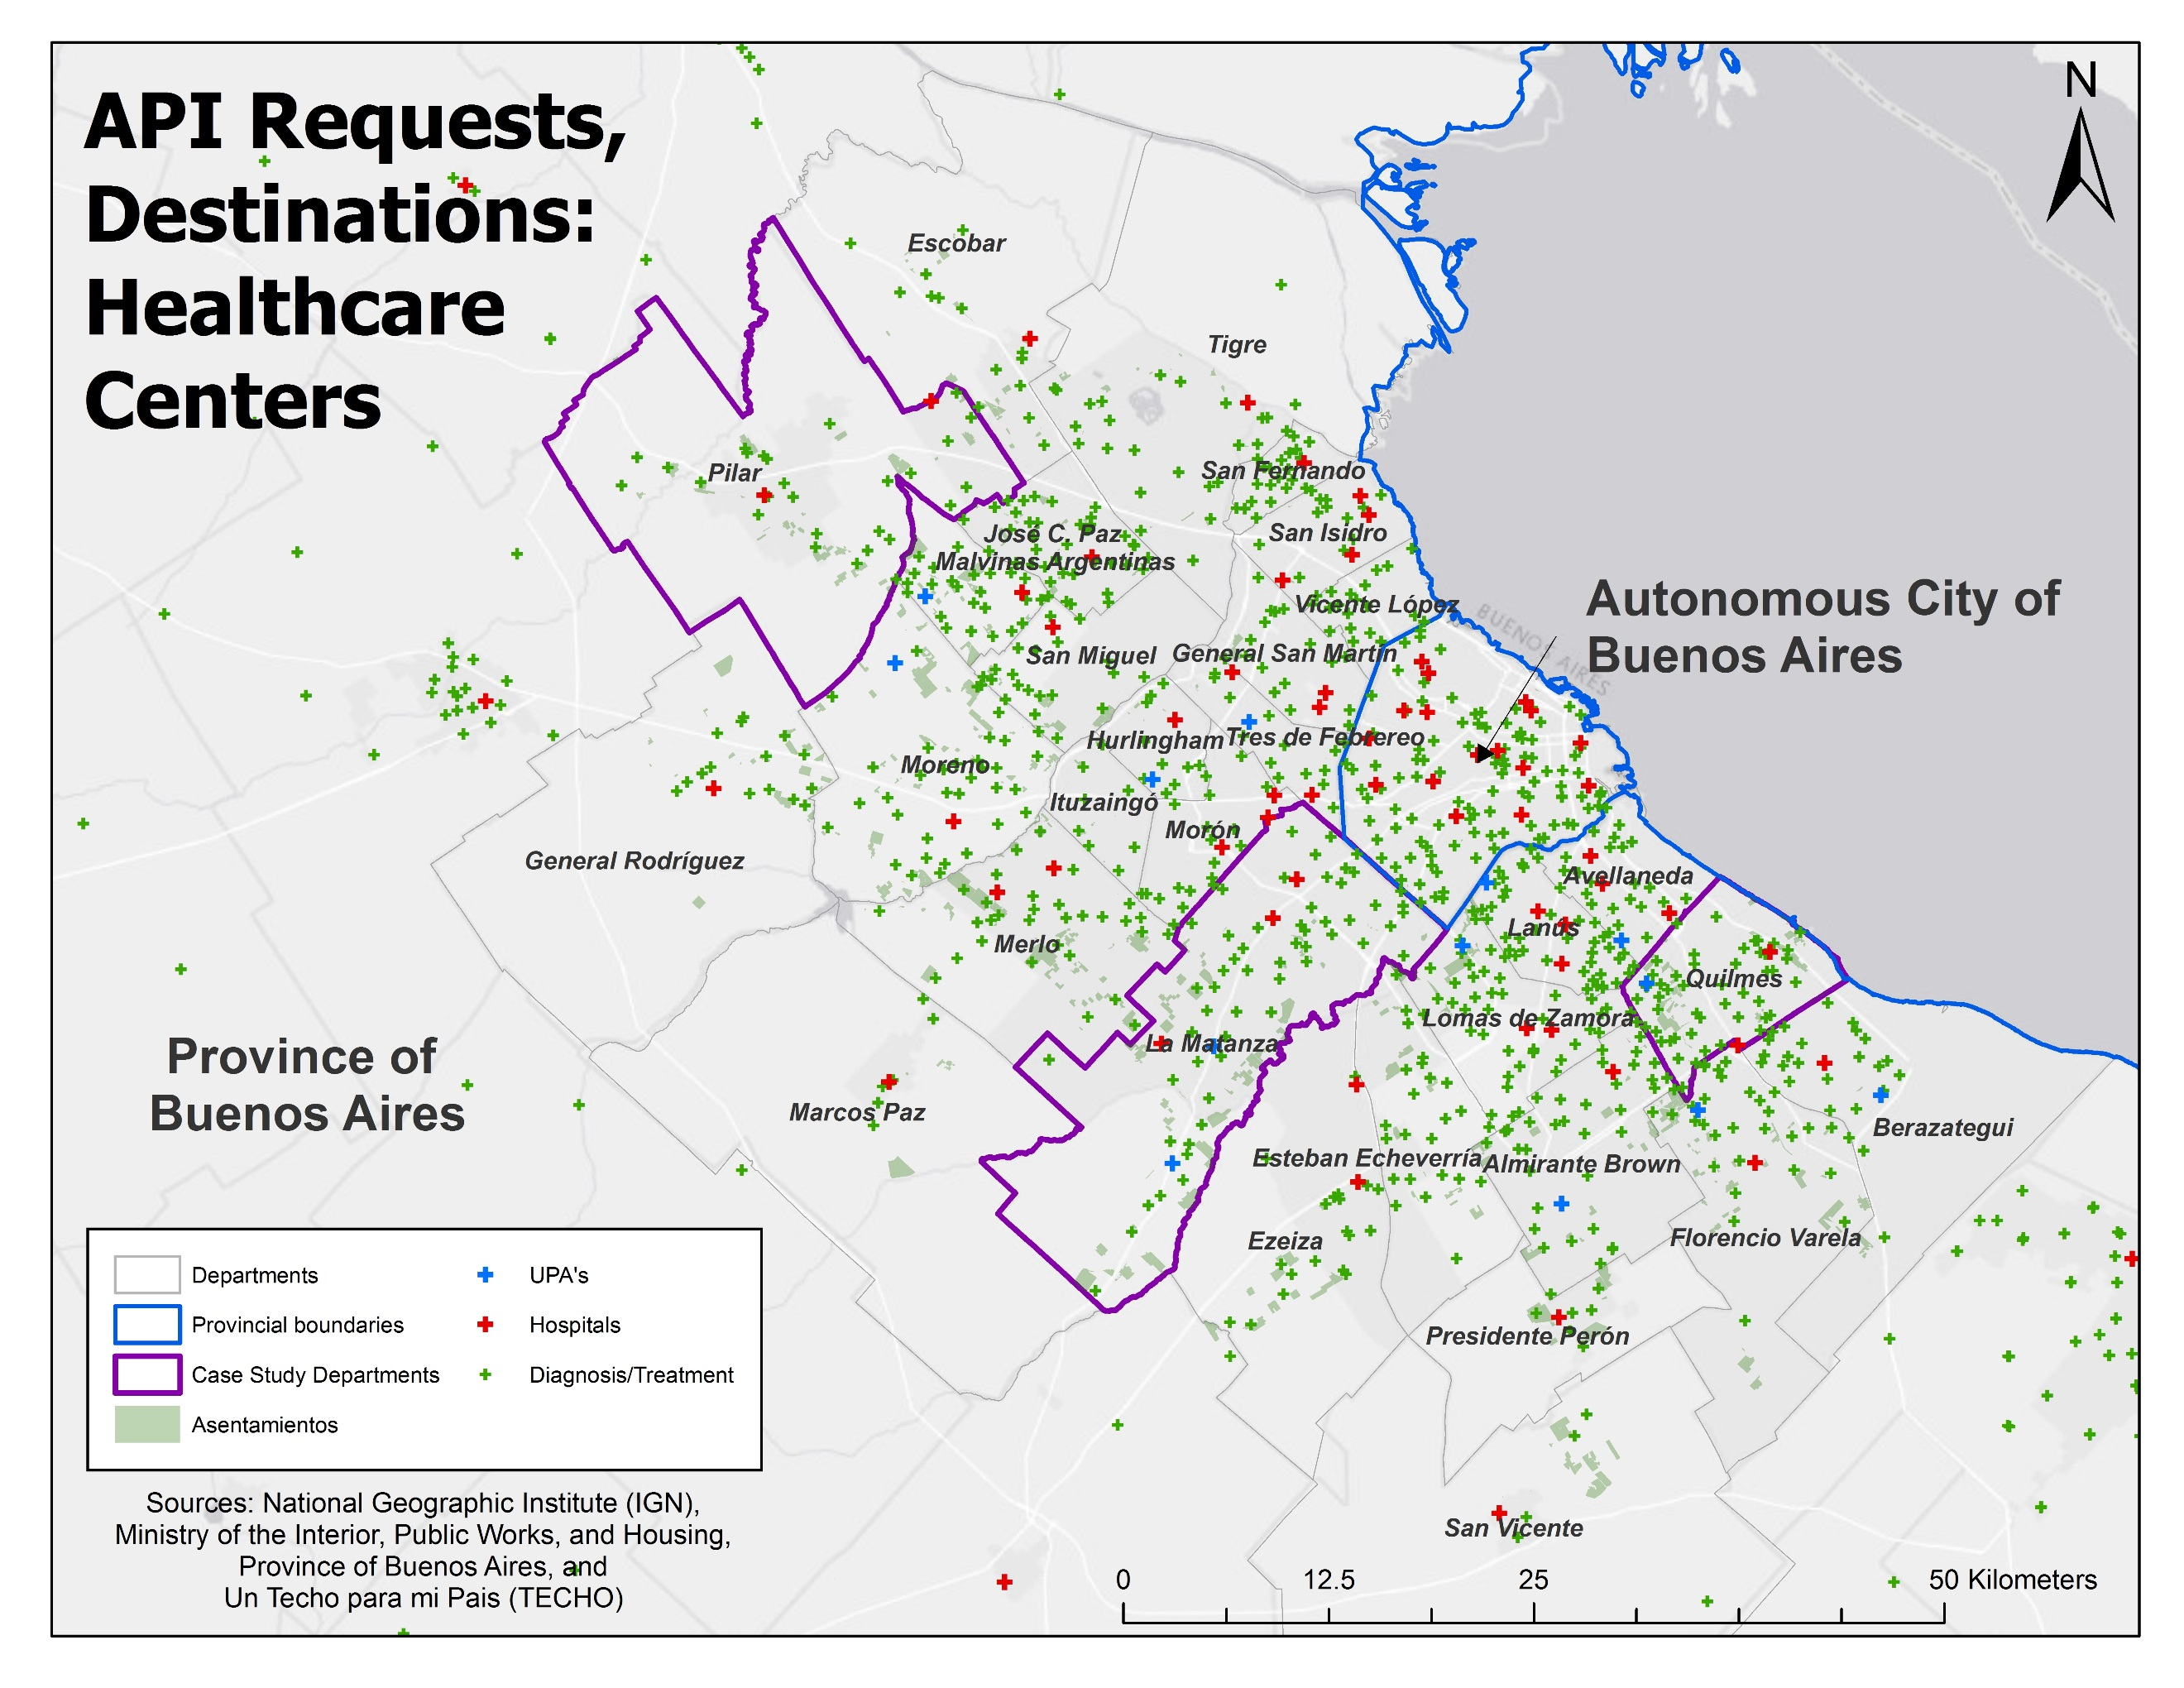 API Requests,
Destinations:
Healthcare
Centers
N
Escobar
Tigre
Pilar
San Fernando
San Isidro
José C. Paz
Malvinas Argentinas
Vicente López
BUENOS AIRES
Autonomous City of
Buenos Aires
San Miguel
General San Martín
Hurlingham
Tres de Febrereo
Moreno
Ituzaingó
Morón
General Rodríguez
Avellaneda
Lanús
Merlo
Quilmes
Lomas de Zamora
La Matanza
Province of
Buenos Aires
Marcos Paz
Berazategui
Esteban Echeverría
Almirante Brown
Ezeiza
Florencio Varela
Presidente Perón
San Vicente
Departments
UPA's
Provincial boundaries
Hospitals
Case Study Departments
Diagnosis/Treatment
Asentamientos
Sources: National Geographic Institute (IGN),
Ministry of the Interior, Public Works, and Housing,
Province of Buenos Aires, and
Un Techo para mi Pais (TECHO)
0 12.5 25 50 Kilometers